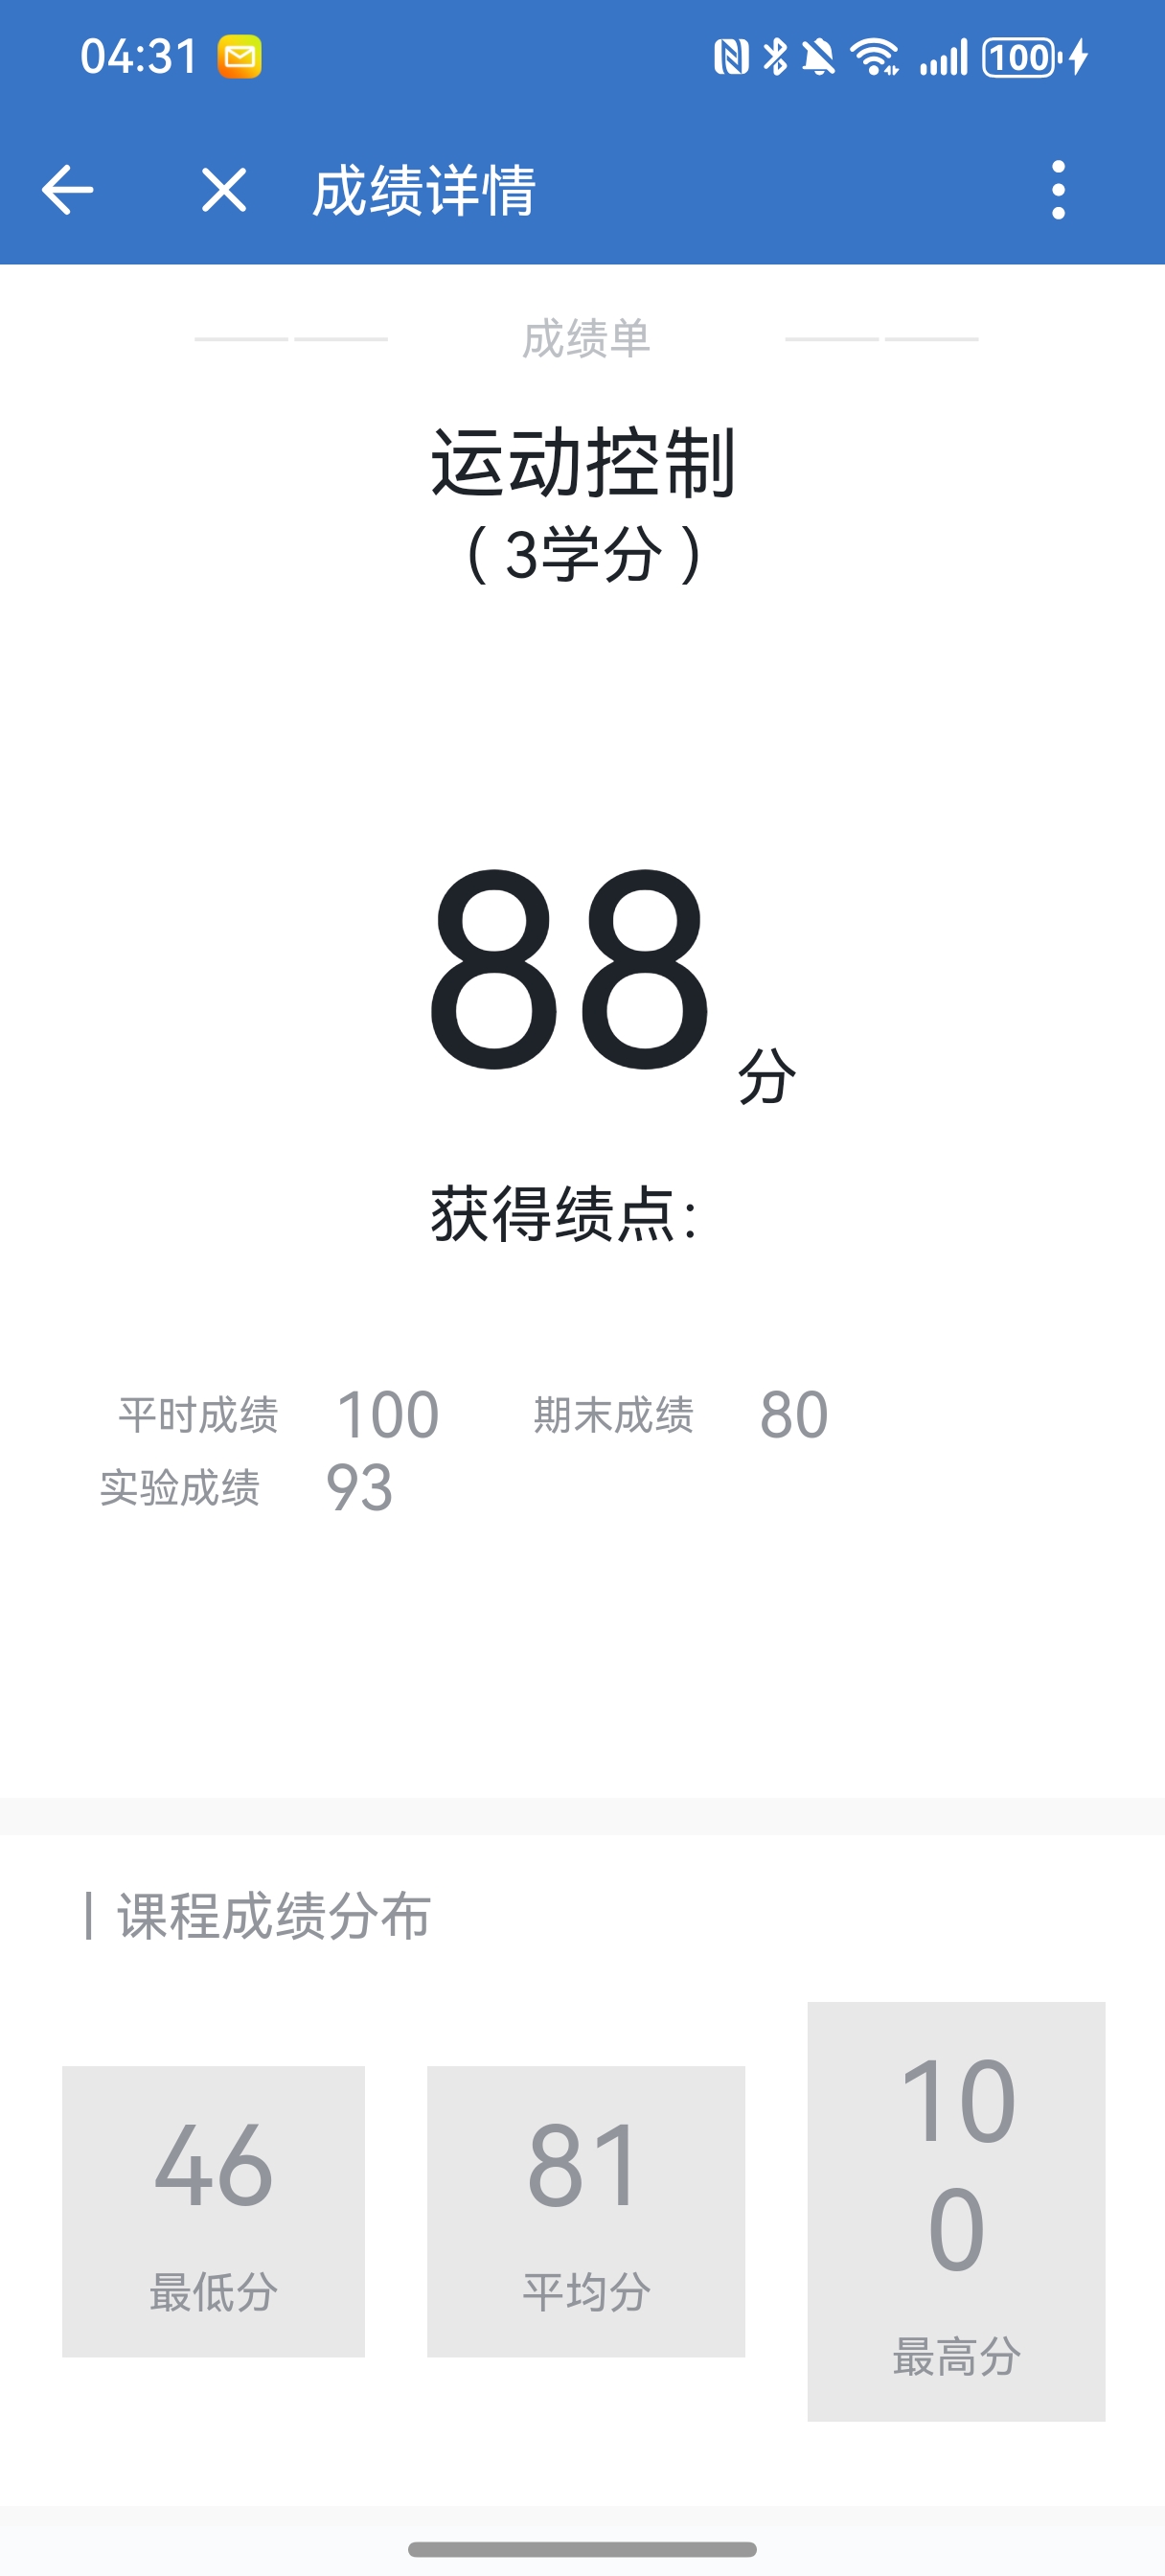 04:31
100
成绩详情
成绩单
运动控制
（3学分）
88 分
获得绩点：
平时成绩 100 期末成绩 80
实验成绩 93
课程成绩分布
46
最低分
81
平均分
10
0
最高分